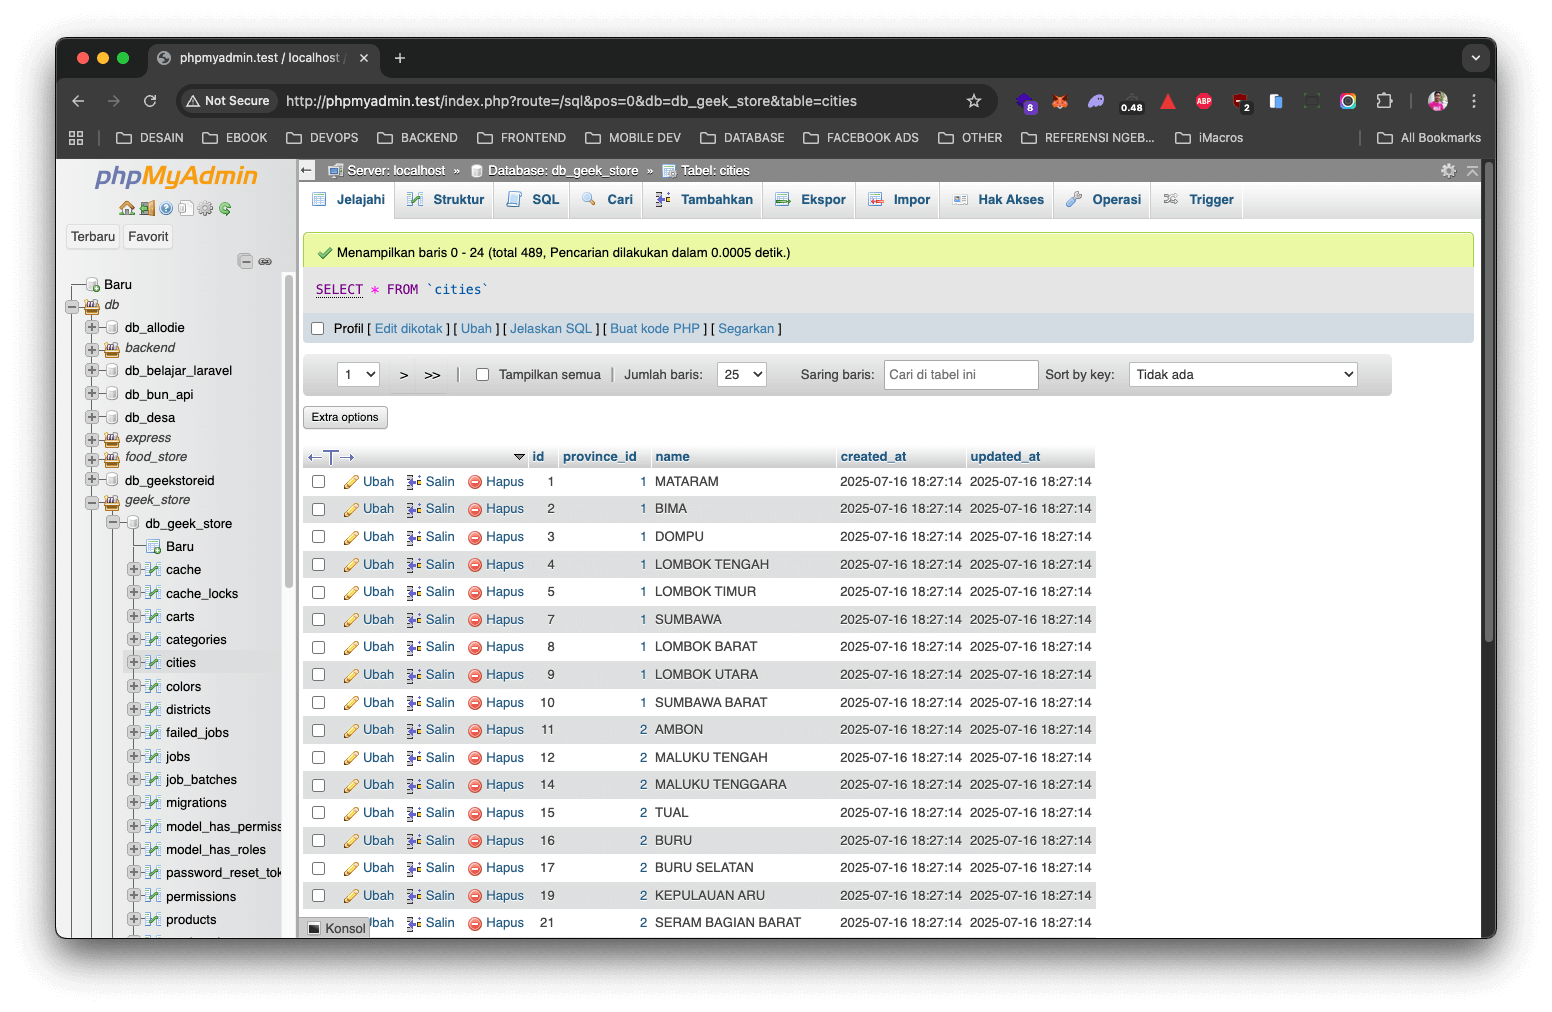 phpmyadmin.test / localhost /
Not Secure http://phpmyadmin.test/index.php?route=/sql&pos=0&db=db_geek_store&table=cities 8 0.48 ABP 2
DESAIN EBOOK DEVOPS BACKEND FRONTEND MOBILE DEV DATABASE FACEBOOK ADS OTHER REFERENSI NGEB... iMacros All Bookmarks
phpMyAdmin
Terbaru Favorit
Baru
db
db_allodie
backend
db_belajar_laravel
db_bun_api
db_desa
express
food_store
db_geekstoreid
geek_store
db_geek_store
Baru
cache
cache_locks
carts
categories
cities
colors
districts
failed_jobs
jobs
job_batches
migrations
model_has_permiss
model_has_roles
password_reset_tok
permissions
products
Server: localhost » Database: db_geek_store » Tabel: cities
Jelajahi Struktur SQL Cari Tambahkan Ekspor Impor Hak Akses Operasi Trigger
Menampilkan baris 0 - 24 (total 489, Pencarian dilakukan dalam 0.0005 detik.)
SELECT * FROM `cities`
Profil [ Edit dikotak ] [ Ubah ] [ Jelaskan SQL ] [ Buat kode PHP ] [ Segarkan ]
1 > >> | Tampilkan semua | Jumlah baris: 25 Saring baris: Cari di tabel ini Sort by key: Tidak ada
Extra options
←T→ id province_id name created_at updated_at
Ubah Salin Hapus 1 1 MATARAM 2025-07-16 18:27:14 2025-07-16 18:27:14
Ubah Salin Hapus 2 1 BIMA 2025-07-16 18:27:14 2025-07-16 18:27:14
Ubah Salin Hapus 3 1 DOMPU 2025-07-16 18:27:14 2025-07-16 18:27:14
Ubah Salin Hapus 4 1 LOMBOK TENGAH 2025-07-16 18:27:14 2025-07-16 18:27:14
Ubah Salin Hapus 5 1 LOMBOK TIMUR 2025-07-16 18:27:14 2025-07-16 18:27:14
Ubah Salin Hapus 7 1 SUMBAWA 2025-07-16 18:27:14 2025-07-16 18:27:14
Ubah Salin Hapus 8 1 LOMBOK BARAT 2025-07-16 18:27:14 2025-07-16 18:27:14
Ubah Salin Hapus 9 1 LOMBOK UTARA 2025-07-16 18:27:14 2025-07-16 18:27:14
Ubah Salin Hapus 10 1 SUMBAWA BARAT 2025-07-16 18:27:14 2025-07-16 18:27:14
Ubah Salin Hapus 11 2 AMBON 2025-07-16 18:27:14 2025-07-16 18:27:14
Ubah Salin Hapus 12 2 MALUKU TENGAH 2025-07-16 18:27:14 2025-07-16 18:27:14
Ubah Salin Hapus 14 2 MALUKU TENGGARA 2025-07-16 18:27:14 2025-07-16 18:27:14
Ubah Salin Hapus 15 2 TUAL 2025-07-16 18:27:14 2025-07-16 18:27:14
Ubah Salin Hapus 16 2 BURU 2025-07-16 18:27:14 2025-07-16 18:27:14
Ubah Salin Hapus 17 2 BURU SELATAN 2025-07-16 18:27:14 2025-07-16 18:27:14
Ubah Salin Hapus 19 2 KEPULAUAN ARU 2025-07-16 18:27:14 2025-07-16 18:27:14
Ubah Salin Hapus 21 2 SERAM BAGIAN BARAT 2025-07-16 18:27:14 2025-07-16 18:27:14
Konsol